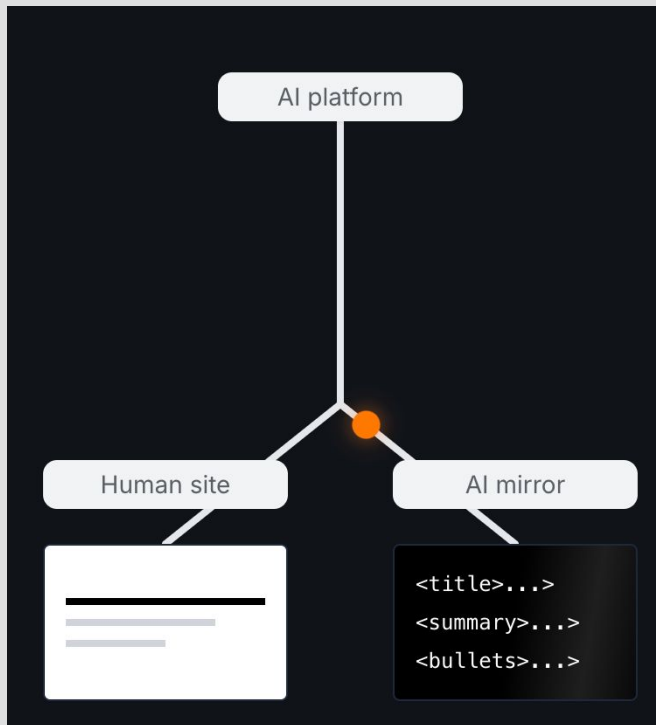 AI platform
Human site
AI mirror
<title>...>
<summary>...>
<bullets>...>